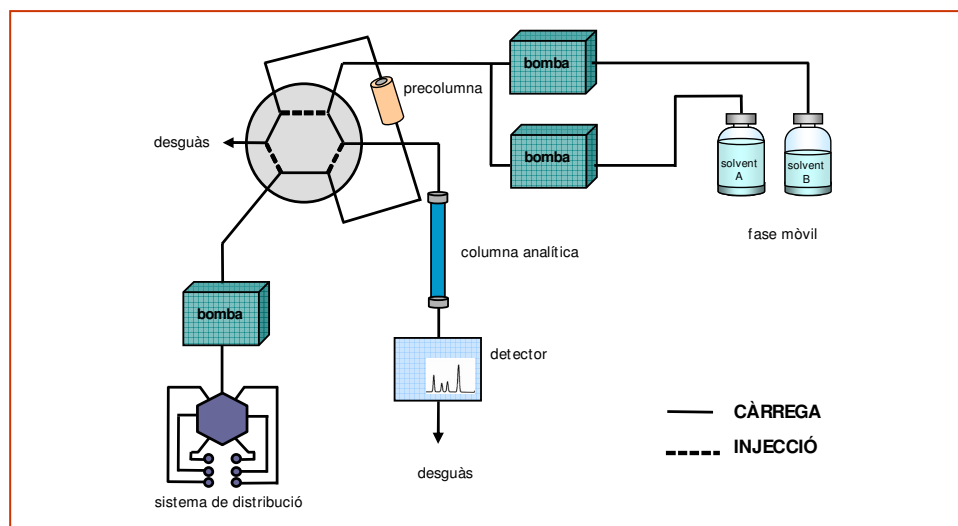 bomba
precolumna
desguàs
bomba
solvent
A
solvent
B
fase mòvil
columna analítica
bomba
detector
CÀRREGA
INJECCIÓ
desguàs
sistema de distribució